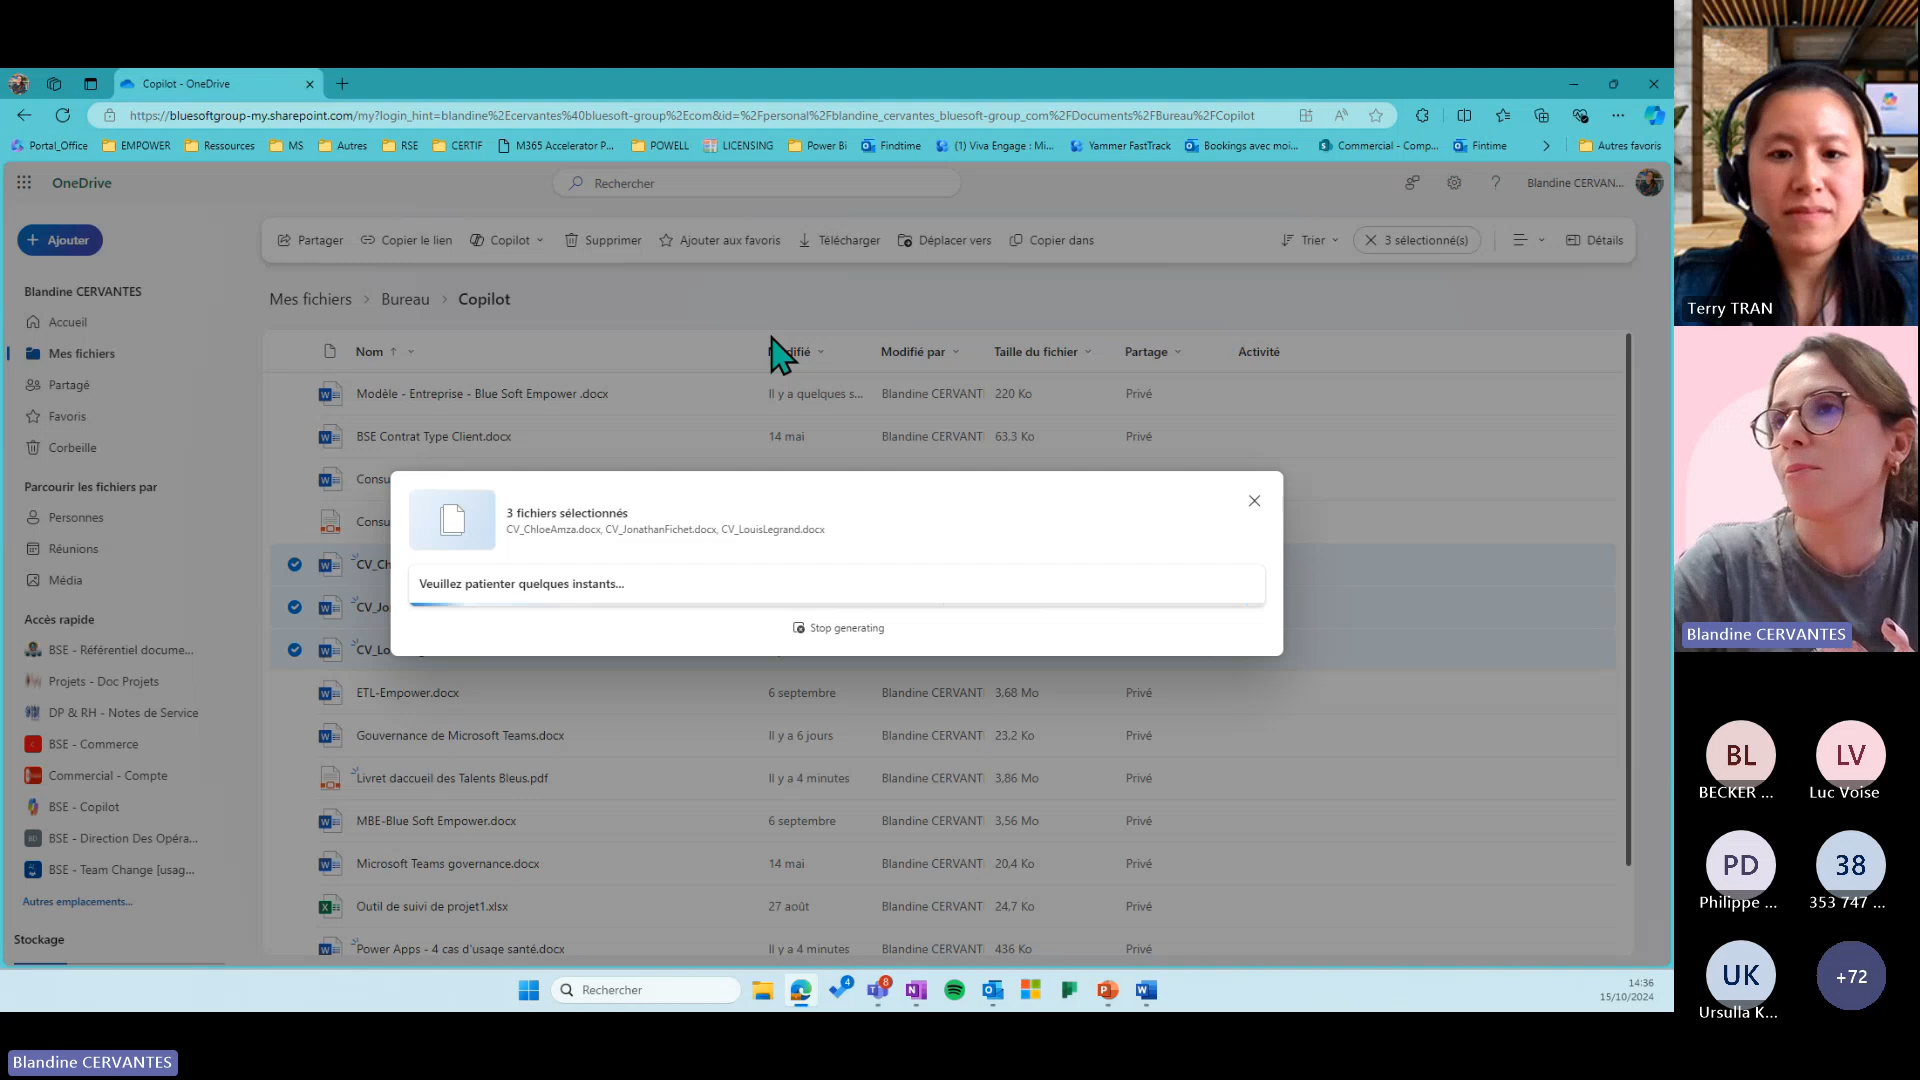 Copilot - OneDrive
https://bluesoftgroup-my.sharepoint.com/my?login_hint=blandine%2Ecervantes%40bluesoft-group%2Ecom&id=%2Fpersonal%2Fblandine_cervantes_bluesoft-group_com%2FDocuments%2FBureau%2FCopilot
Portal_Office EMPOWER Ressources MS Autres RSE CERTIF M365 Accelerator P... POWELL LICENSING Power Bi Findtime (1) Viva Engage : Mi... Yammer FastTrack Bookings avec moi... Commercial - Comp... Fintime Autres favoris
OneDrive
Rechercher
Blandine CERVAN...
Ajouter
Partager Copier le lien Copilot Supprimer Ajouter aux favoris Télécharger Déplacer vers Copier dans Trier 3 sélectionné(s) Détails
Blandine CERVANTES
Accueil
Mes fichiers
Partagé
Favoris
Corbeille
Parcourir les fichiers par
Personnes
Réunions
Média
Accès rapide
BSE - Référentiel docume...
Projets - Doc Projets
DP & RH - Notes de Service
BSE - Commerce
Commercial - Compte
BSE - Copilot
BSE - Direction Des Opéra...
BSE - Team Change [usag...
Autres emplacements...
Stockage
Mes fichiers > Bureau > Copilot
Nom Modifié par Taille du fichier Partage Activité
Modèle - Entreprise - Blue Soft Empower .docx Il y a quelques s... Blandine CERVANT 220 Ko Privé
BSE Contrat Type Client.docx 14 mai Blandine CERVANT 63.3 Ko Privé
Consu
Consu
CV_Ch
CV_Jo
CV_Lo
3 fichiers sélectionnés
CV_ChloeAmza.docx, CV_JonathanFichet.docx, CV_LouisLegrand.docx
Veuillez patienter quelques instants...
Stop generating
ETL-Empower.docx 6 septembre Blandine CERVANT 3,68 Mo Privé
Gouvernance de Microsoft Teams.docx Il y a 6 jours Blandine CERVANT 23,2 Ko Privé
Livret daccueil des Talents Bleus.pdf Il y a 4 minutes Blandine CERVANT 3,86 Mo Privé
MBE-Blue Soft Empower.docx 6 septembre Blandine CERVANT 3,56 Mo Privé
Microsoft Teams governance.docx 14 mai Blandine CERVANT 20,4 Ko Privé
Outil de suivi de projet1.xlsx 27 août Blandine CERVANT 24,7 Ko Privé
Power Apps - 4 cas d'usage santé.docx Il y a 4 minutes Blandine CERVANT 436 Ko Privé
Rechercher
4
8
14:36
15/10/2024
Terry TRAN
Blandine CERVANTES
BL
BECKER ...
LV
Luc Voise
PD
Philippe ...
38
353 747 ...
UK
Ursulla K...
+72
Blandine CERVANTES